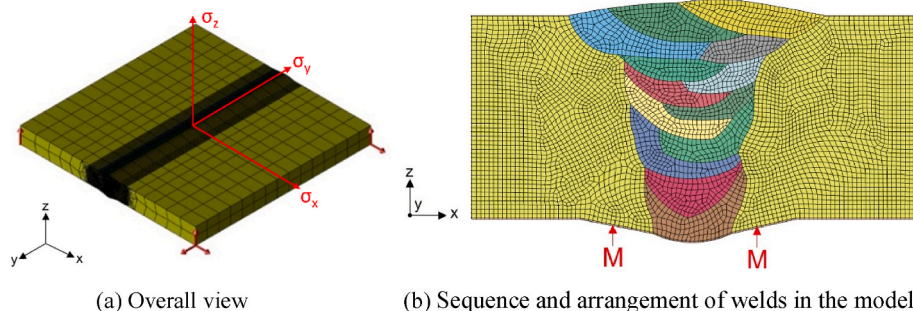 σz
σy
σx
z
y
x
z
y
x
M
M
(a) Overall view
(b) Sequence and arrangement of welds in the model